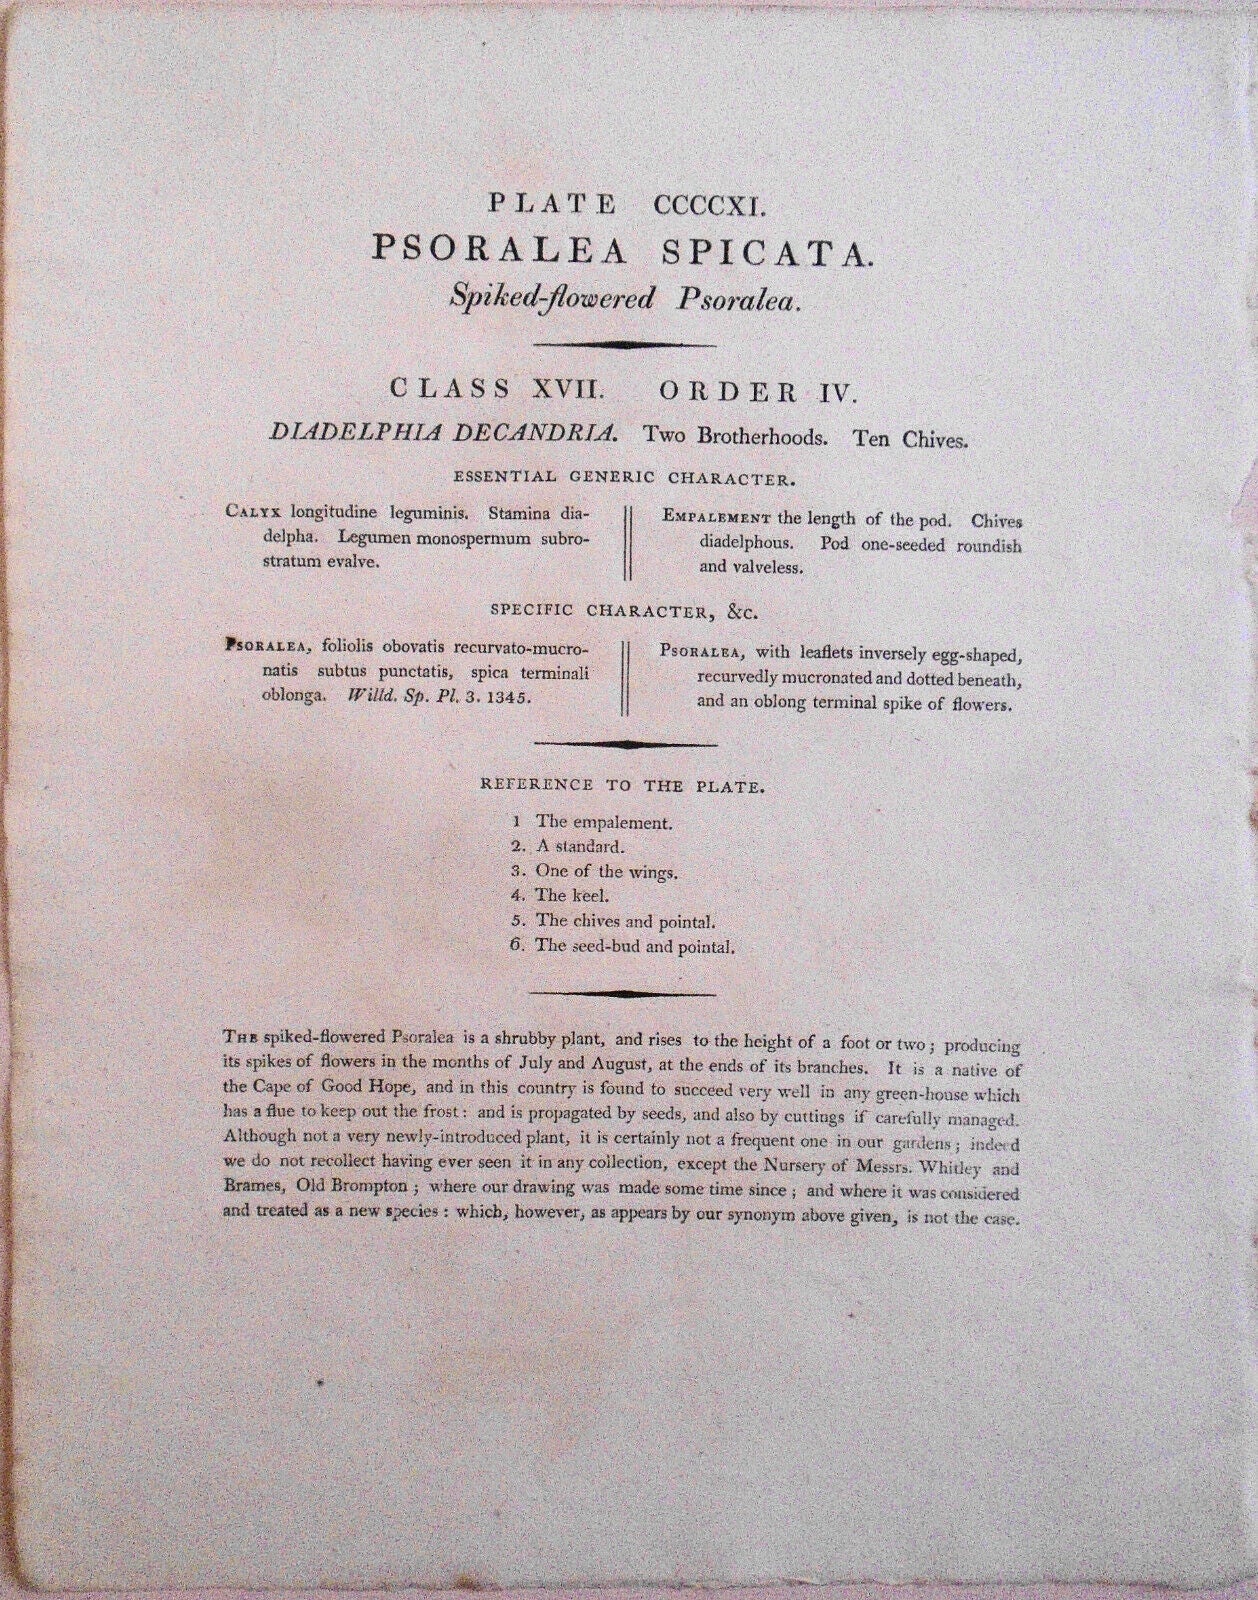 PLATE CCCCXI.
PSORALEA SPICATA.
Spiked-flowered Psoralea.
CLASS XVII. ORDER IV.
DIADELPHIA DECANDRIA. Two Brotherhoods. Ten Chives.
ESSENTIAL GENERIC CHARACTER.
CALYX longitudine leguminis. Stamina dia-
delpha. Legumen monospermum subro-
stratum evalve.
EMPALEMENT the length of the pod. Chives
diadelphous. Pod one-seeded roundish
and valveless.
SPECIFIC CHARACTER, &c.
PSORALEA, foliolis obovatis recurvato-mucro-
natis subtus punctatis, spica terminali
oblonga. Willd. Sp. Pl. 3. 1345.
PSORALEA, with leaflets inversely egg-shaped,
recurvedly mucronated and dotted beneath,
and an oblong terminal spike of flowers.
REFERENCE TO THE PLATE.
1 The empalement.
2. A standard.
3. One of the wings.
4. The keel.
5. The chives and pointal.
6. The seed-bud and pointal.
THE spiked-flowered Psoralea is a shrubby plant, and rises to the height of a foot or two; producing
its spikes of flowers in the months of July and August, at the ends of its branches. It is a native of
the Cape of Good Hope, and in this country is found to succeed very well in any green-house which
has a flue to keep out the frost: and is propagated by seeds, and also by cuttings if carefully managed.
Although not a very newly-introduced plant, it is certainly not a frequent one in our gardens; indeed
we do not recollect having ever seen it in any collection, except the Nursery of Messrs. Whitley and
Brames, Old Brompton; where our drawing was made some time since; and where it was considered
and treated as a new species: which, however, as appears by our synonym above given, is not the case.